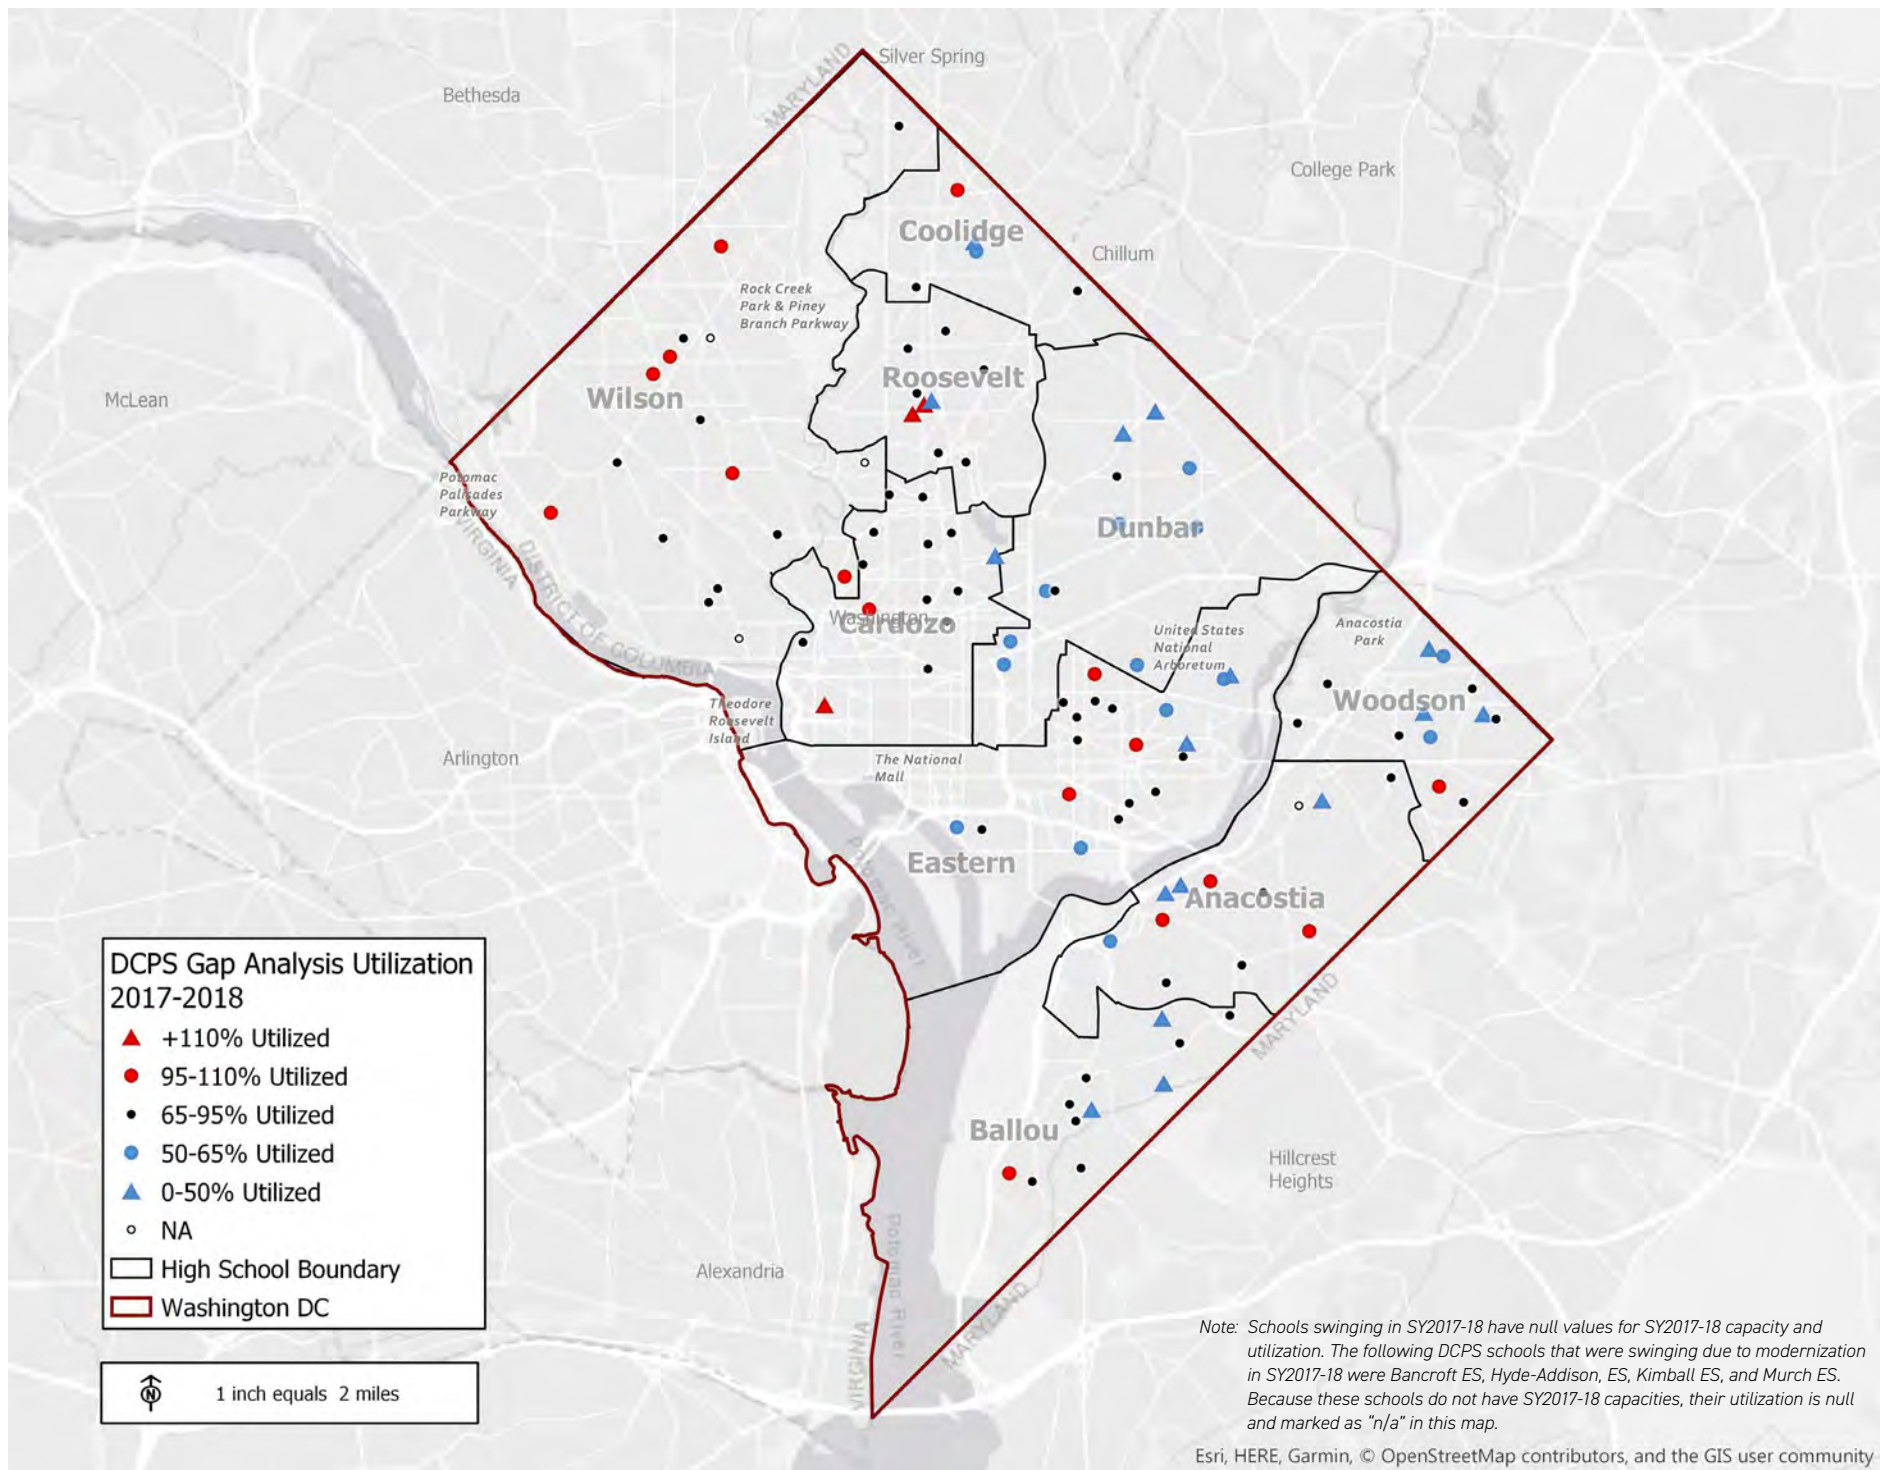 Silver Spring
Bethesda
MARYLAND
College Park
Coolidge
Chillum
Rock Creek
Park & Piney
Branch Parkway
McLean
Wilson
Roosevelt
Potomac
Palisades
Parkway
VIRGINIA
DISTRICT OF COLUMBIA
Dunbar
Washington
Cardozo
United States
National
Arboretum
Anacostia
Park
Woodson
Theodore
Roosevelt
Island
Arlington
The National
Mall
Eastern
Potomac River
Anacostia
MARYLAND
Ballou
Hillcrest
Heights
Alexandria
Potomac River
VIRGINIA
MARYLAND
DCPS Gap Analysis Utilization
2017-2018
+110% Utilized
95-110% Utilized
65-95% Utilized
50-65% Utilized
0-50% Utilized
NA
High School Boundary
Washington DC
N
1 inch equals 2 miles
Note: Schools swinging in SY2017-18 have null values for SY2017-18 capacity and
utilization. The following DCPS schools that were swinging due to modernization
in SY2017-18 were Bancroft ES, Hyde-Addison, ES, Kimball ES, and Murch ES.
Because these schools do not have SY2017-18 capacities, their utilization is null
and marked as “n/a” in this map.
Esri, HERE, Garmin, © OpenStreetMap contributors, and the GIS user community